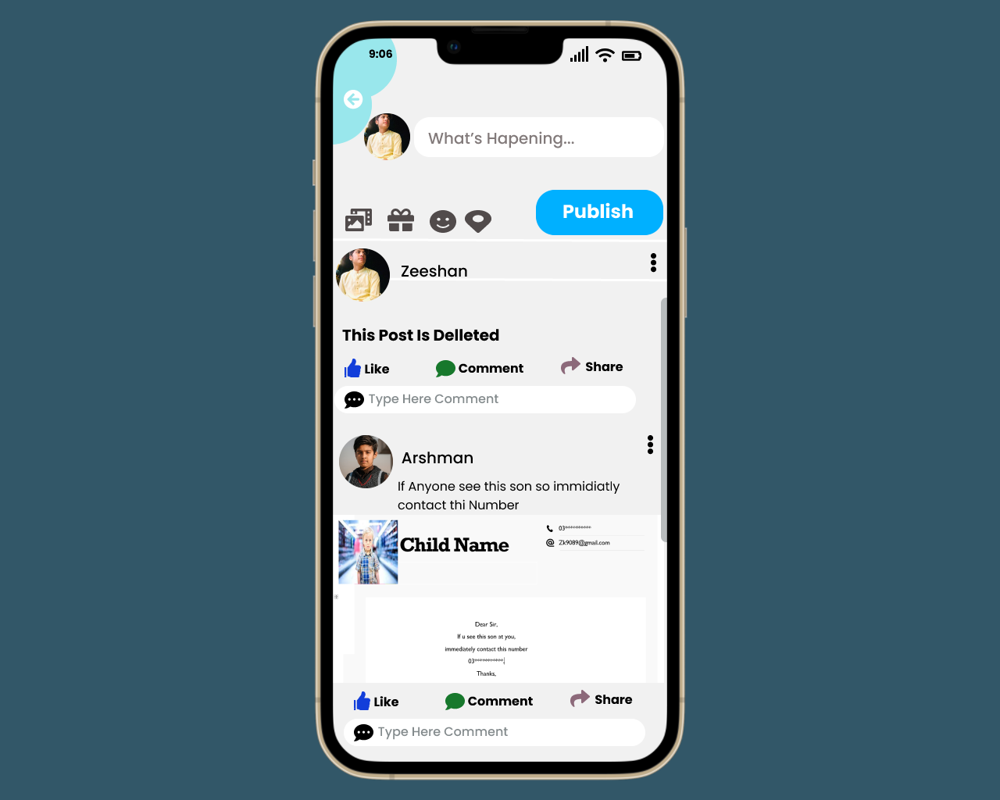 9:06
What's Hapening...
Publish
Zeeshan
This Post Is Delleted
Like
Comment
Share
Type Here Comment
Arshman
If Anyone see this son so immidiatly
contact thi Number
Child Name
03***********
Zk9089@gmail.com
Dear Sir,
If u see this son at you,
immediately contact this number
03***********,
Thanks,
Like
Comment
Share
Type Here Comment